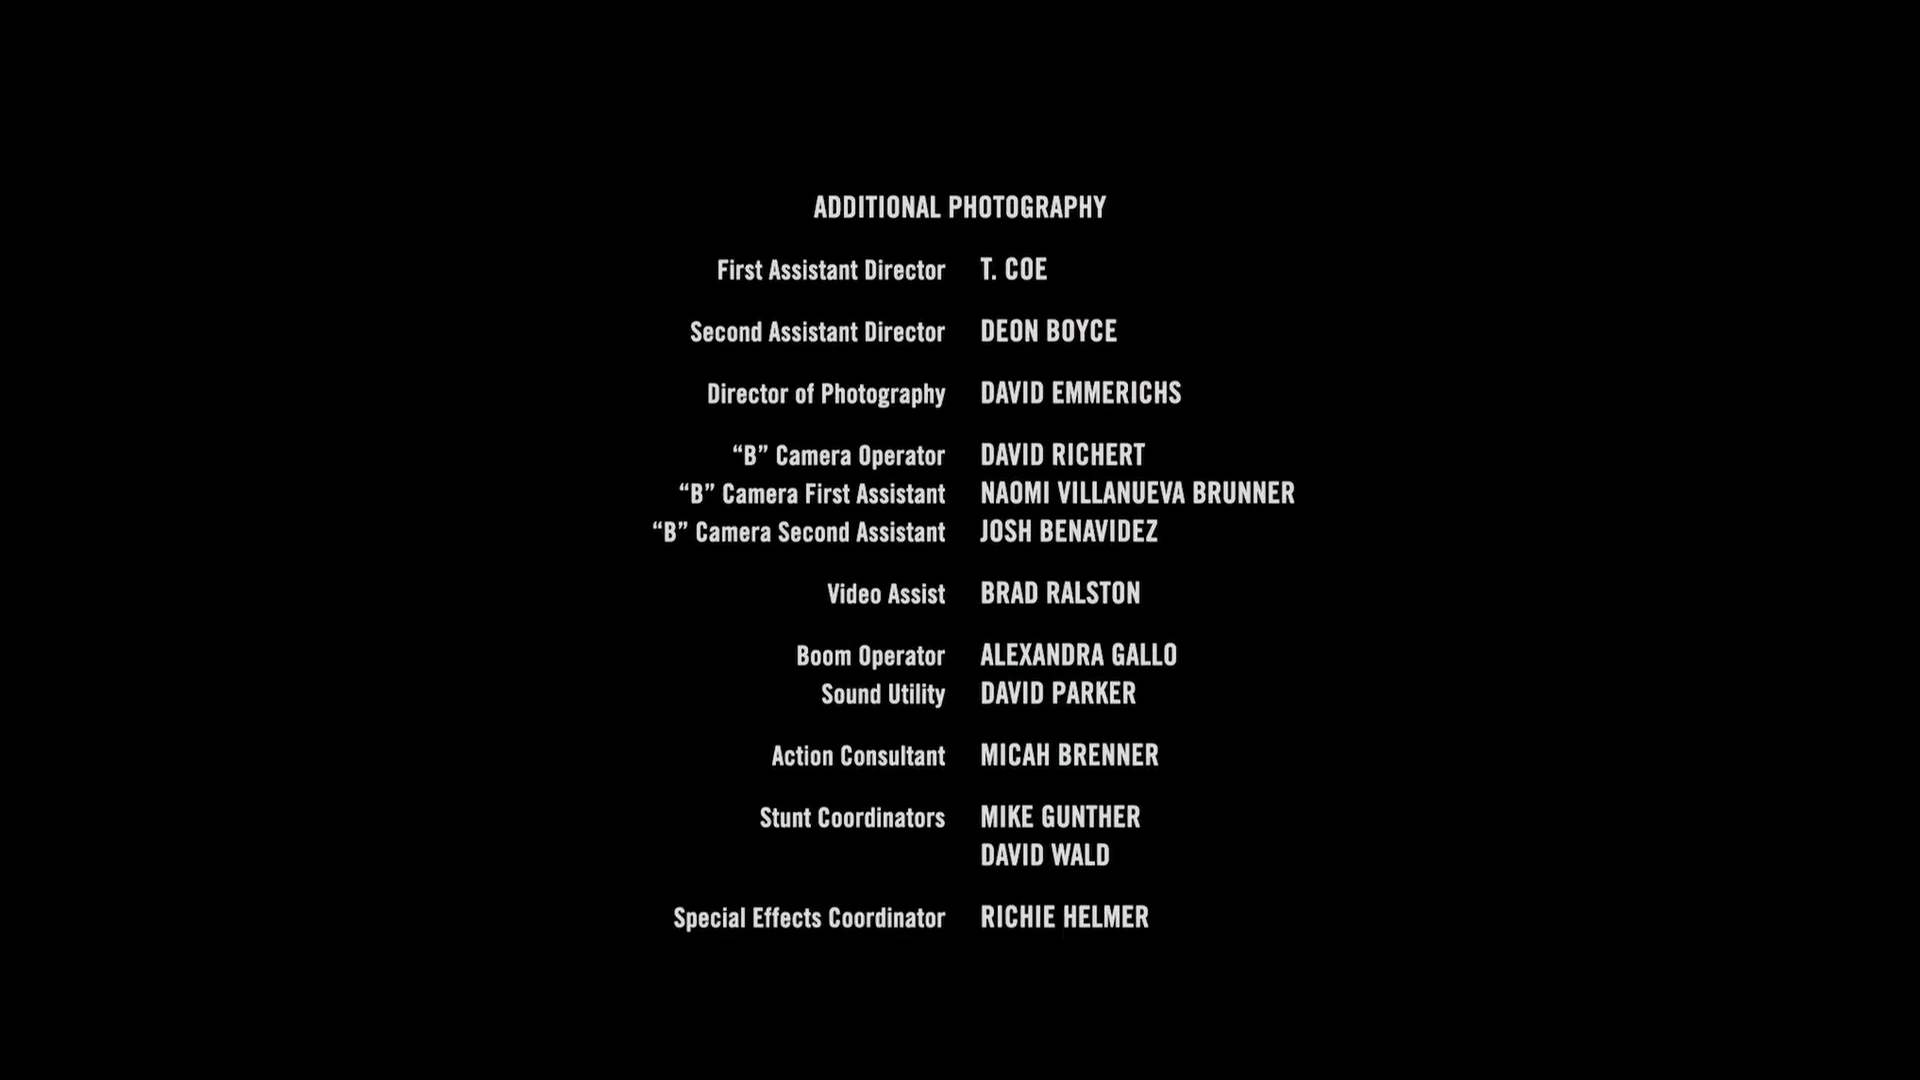 ADDITIONAL PHOTOGRAPHY
First Assistant Director T. COE
Second Assistant Director DEON BOYCE
Director of Photography DAVID EMMERICHS
“B” Camera Operator DAVID RICHERT
“B” Camera First Assistant NAOMI VILLANUEVA BRUNNER
“B” Camera Second Assistant JOSH BENAVIDEZ
Video Assist BRAD RALSTON
Boom Operator ALEXANDRA GALLO
Sound Utility DAVID PARKER
Action Consultant MICAH BRENNER
Stunt Coordinators MIKE GUNTHER
DAVID WALD
Special Effects Coordinator RICHIE HELMER